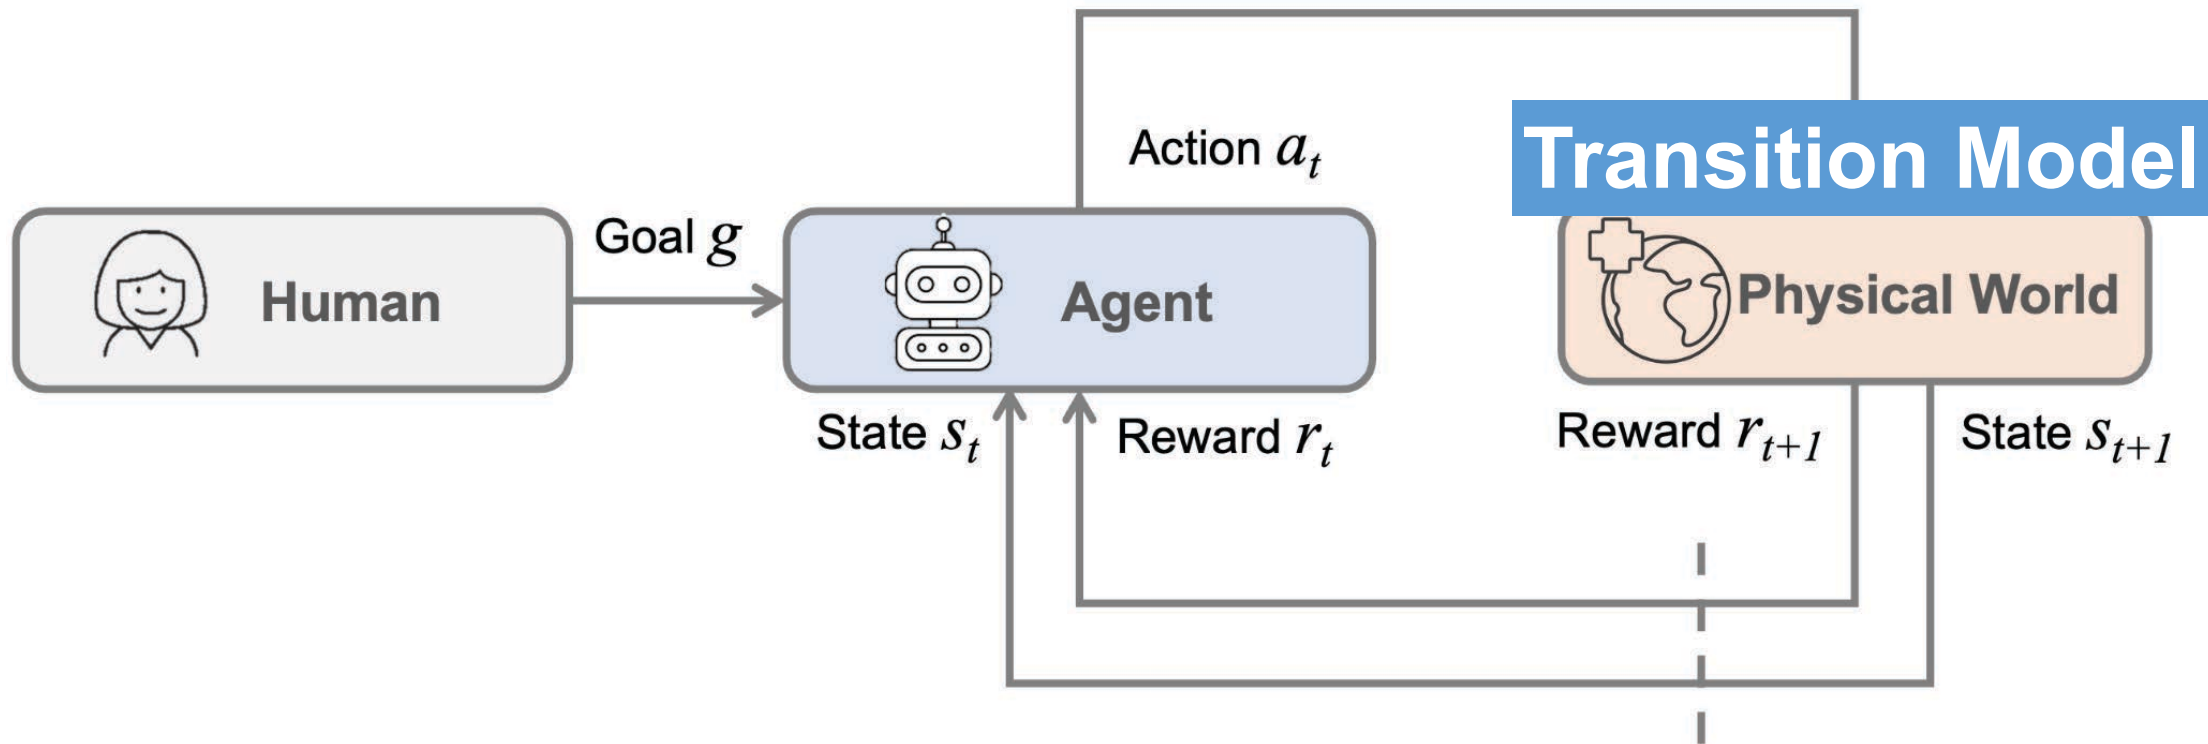 Action a_t
Transition Model
Human
Goal g
Agent
Physical World
State s_t
Reward r_t
Reward r_{t+1}
State s_{t+1}